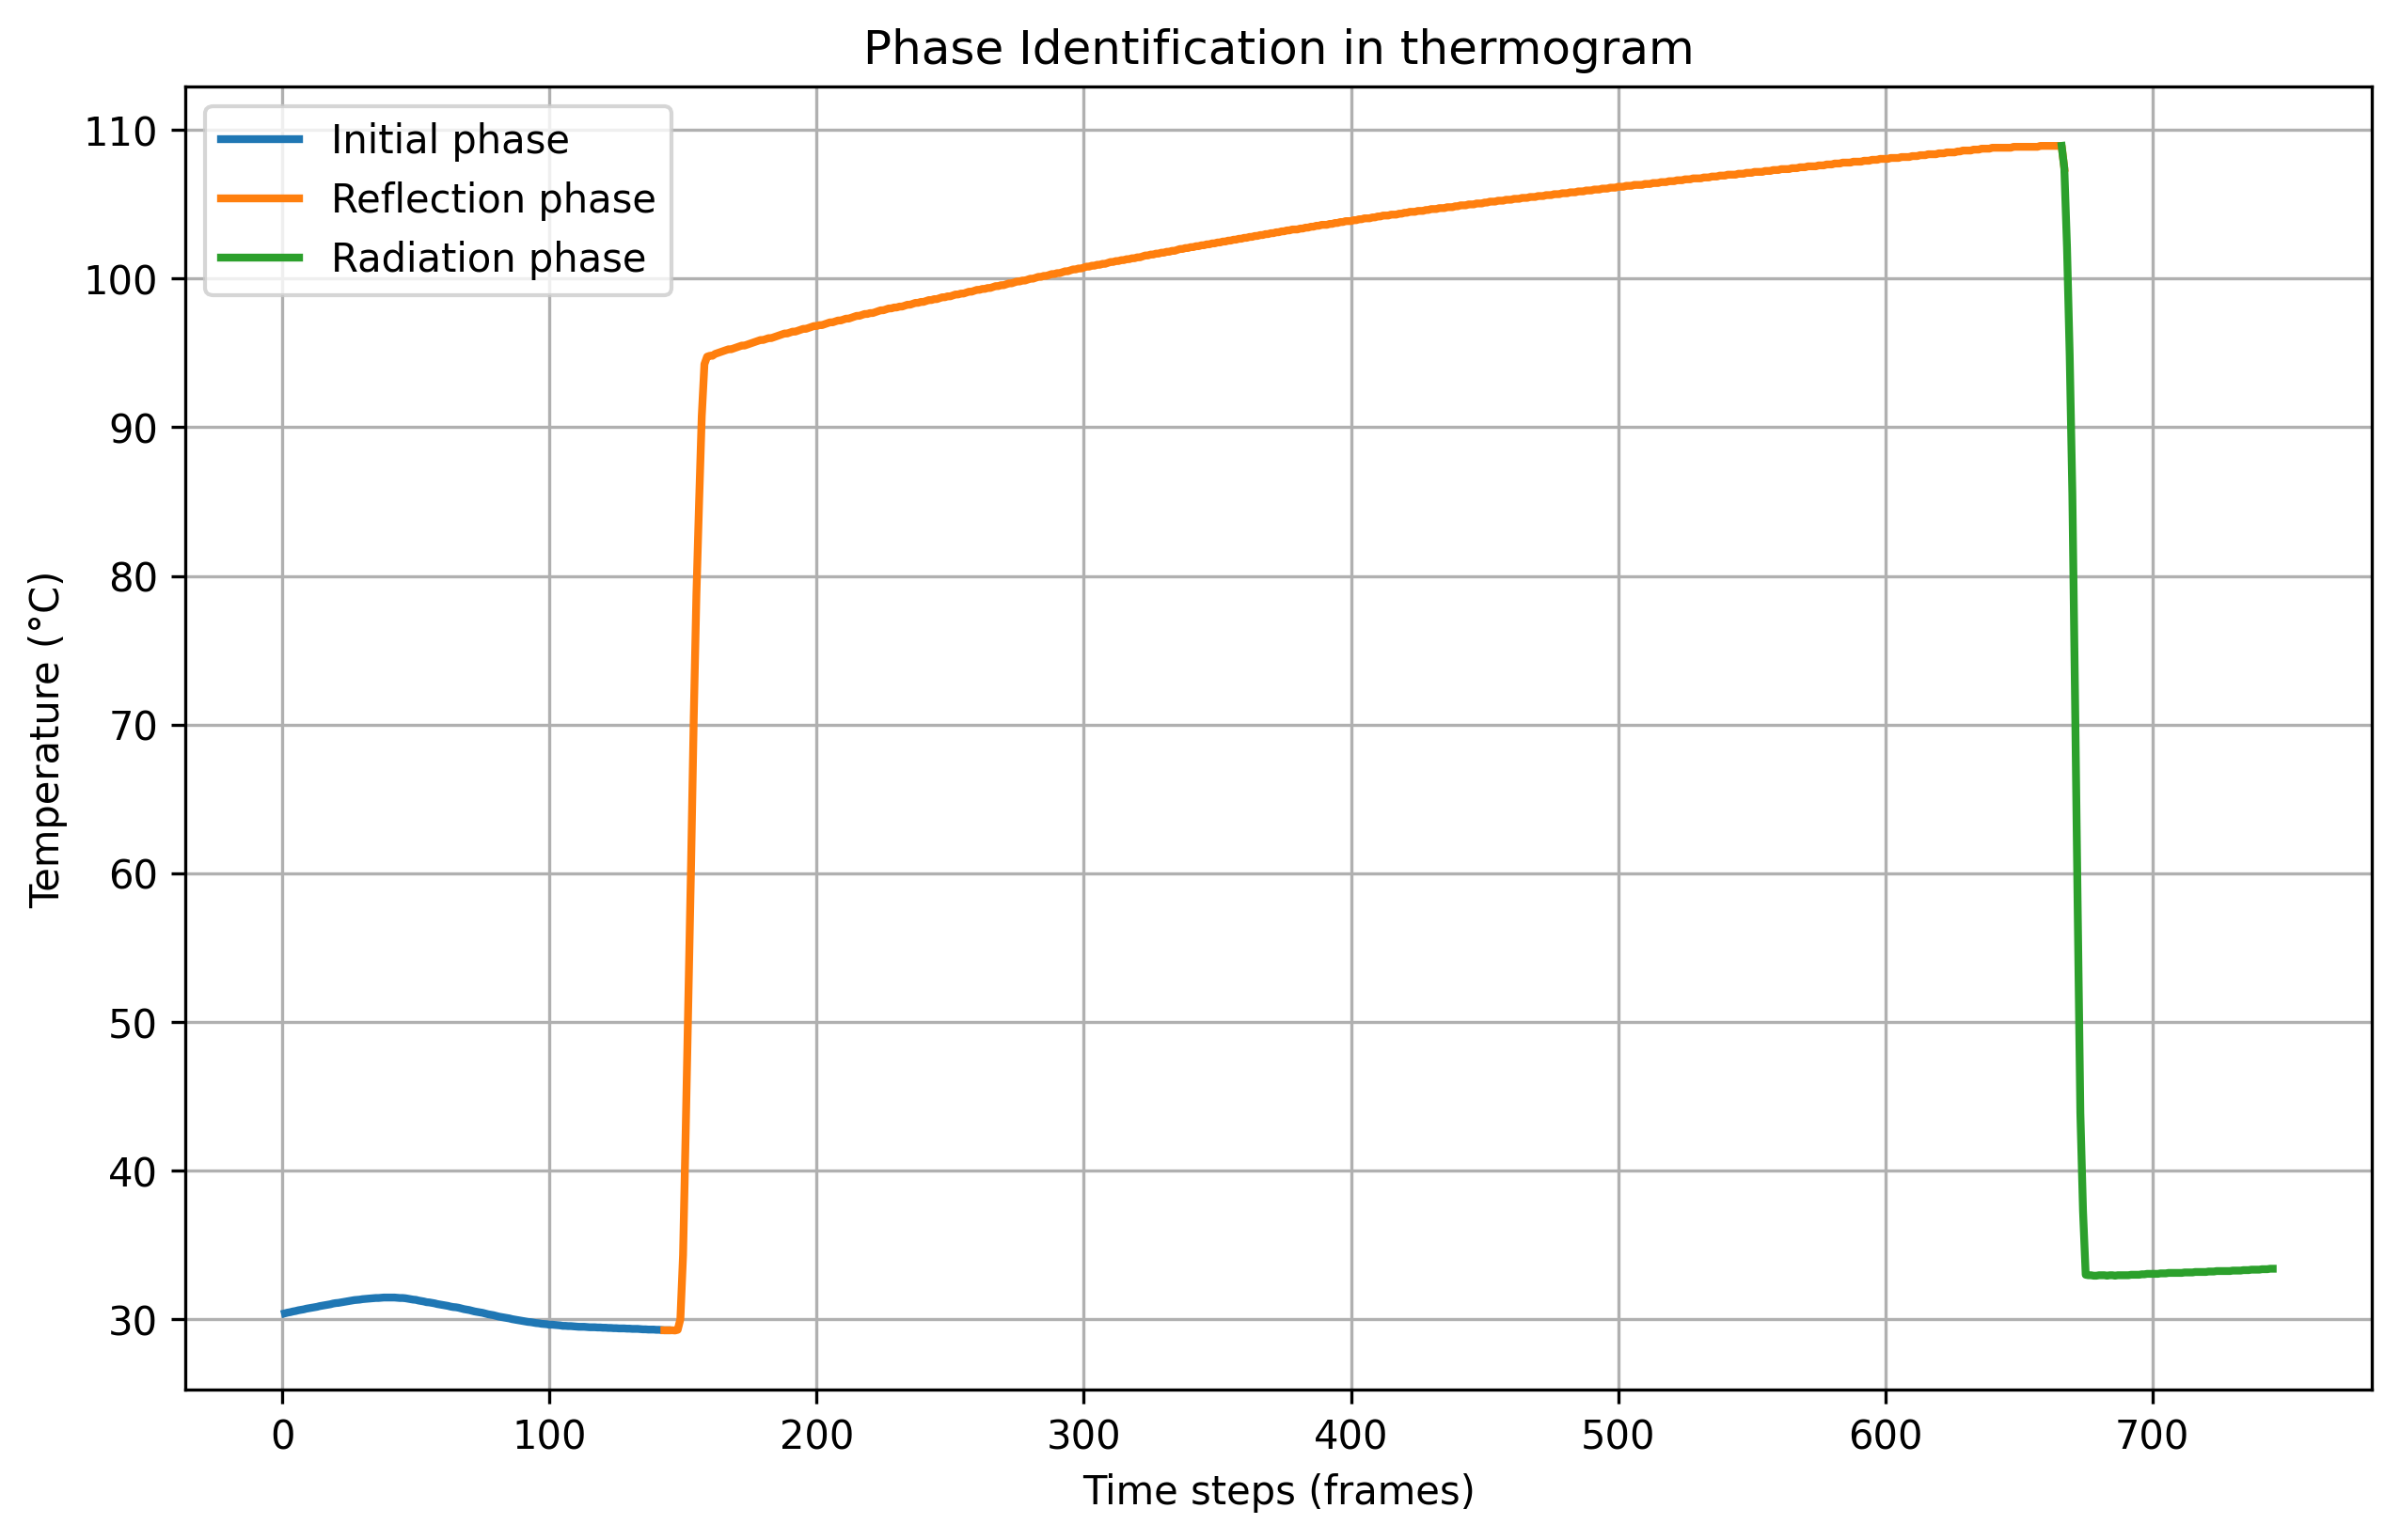 Phase Identification in thermogram
Initial phase
Reflection phase
Radiation phase
Temperature (°C)
110
100
90
80
70
60
50
40
30
0 100 200 300 400 500 600 700
Time steps (frames)